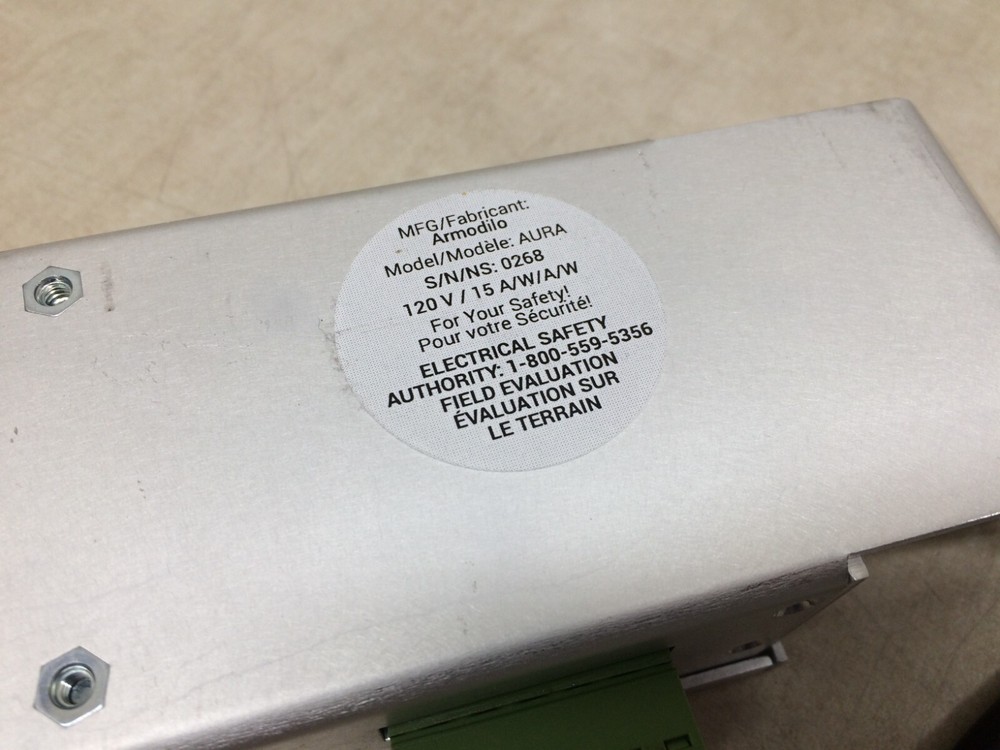 MFG/Fabricant:
Armodilo
Model/Modèle: AURA
S/N/NS: 0268
120 V / 15 A/W/A/W
For Your Safety!
Pour votre Sécurité!
ELECTRICAL SAFETY
AUTHORITY: 1-800-559-5356
FIELD EVALUATION
ÉVALUATION SUR
LE TERRAIN